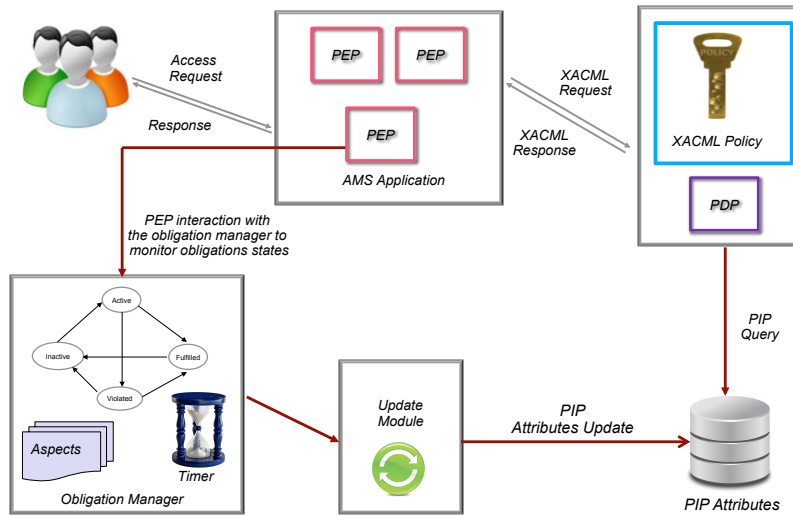 Access
Request
Response
PEP
PEP
PEP
AMS Application
XACML
Request
XACML
Response
POLICY
XACML Policy
PDP
PEP interaction with
the obligation manager to
monitor obligations states
Active
Inactive
Fulfilled
Violated
Aspects
Timer
Obligation Manager
Update
Module
PIP
Attributes Update
PIP
Query
PIP Attributes